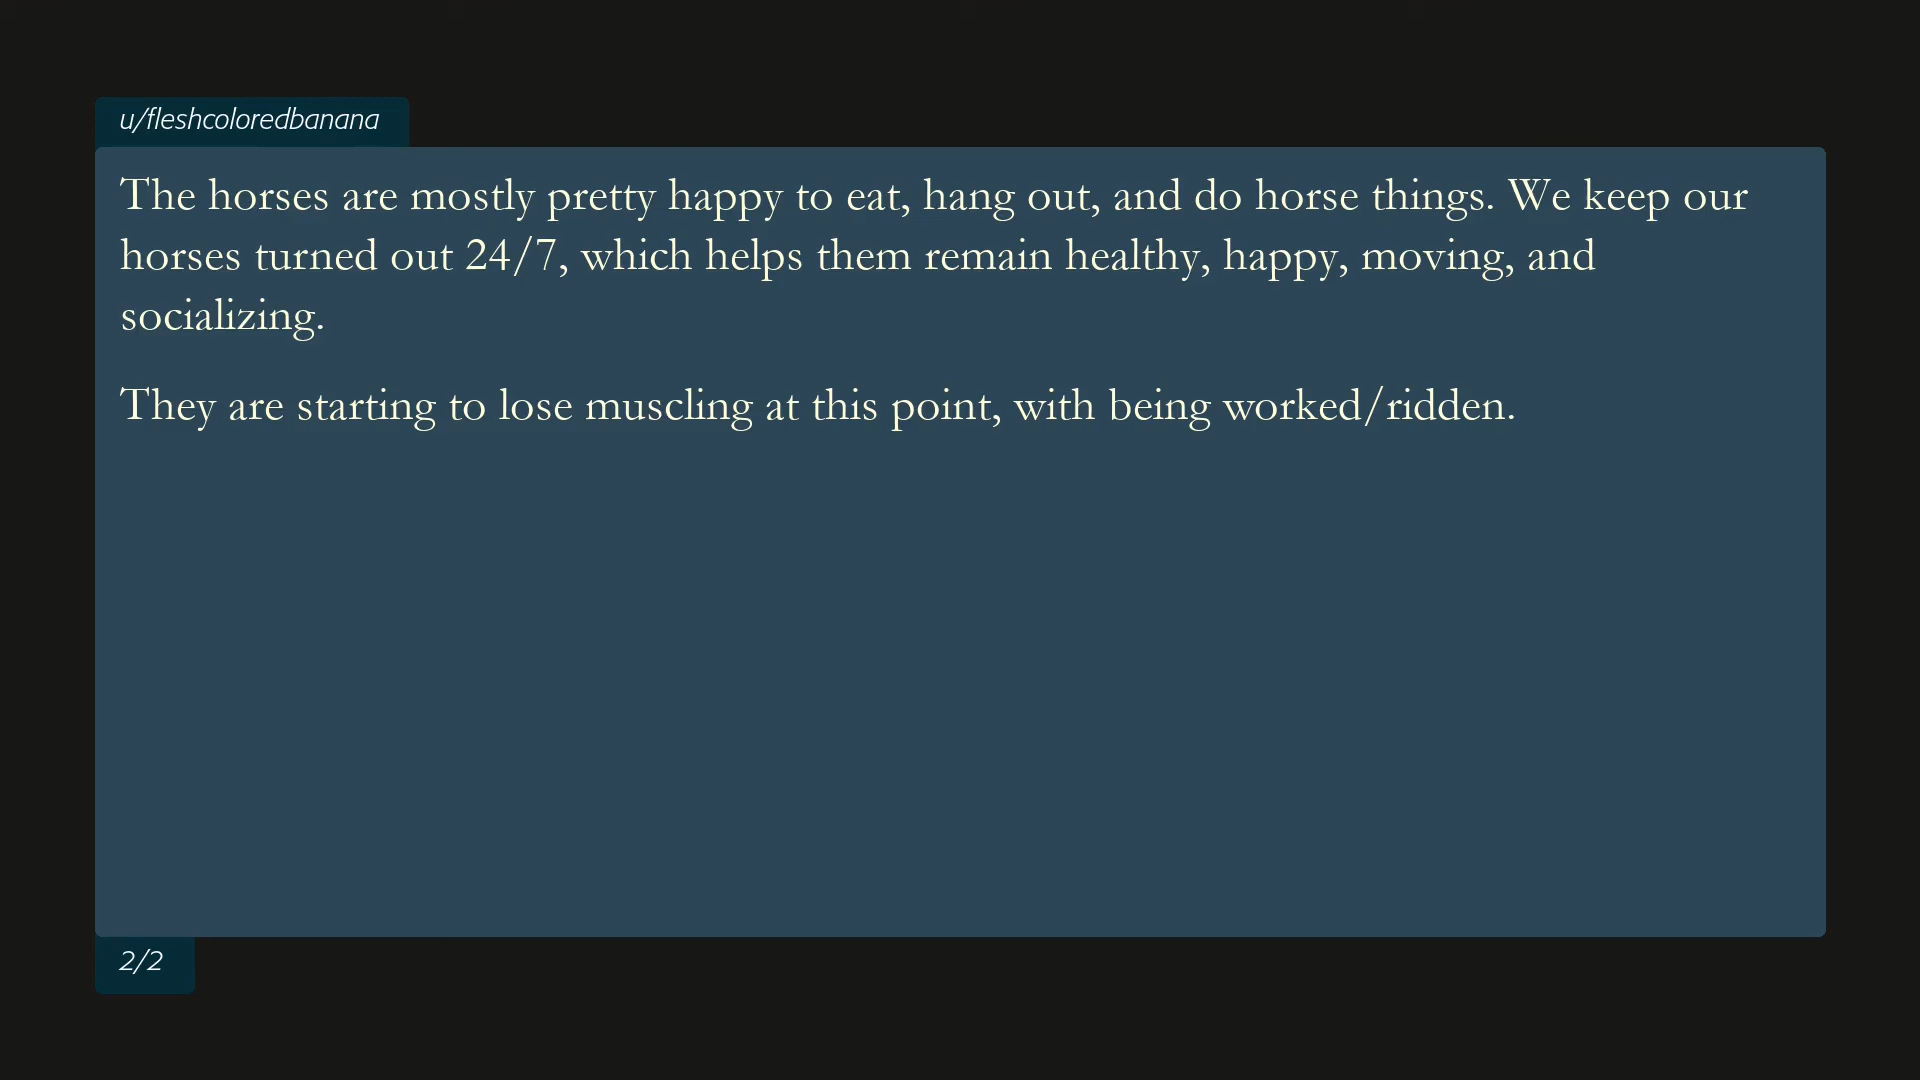 u/fleshcoloredbanana
The horses are mostly pretty happy to eat, hang out, and do horse things. We keep our
horses turned out 24/7, which helps them remain healthy, happy, moving, and
socializing.
They are starting to lose muscling at this point, with being worked/ridden.
2/2